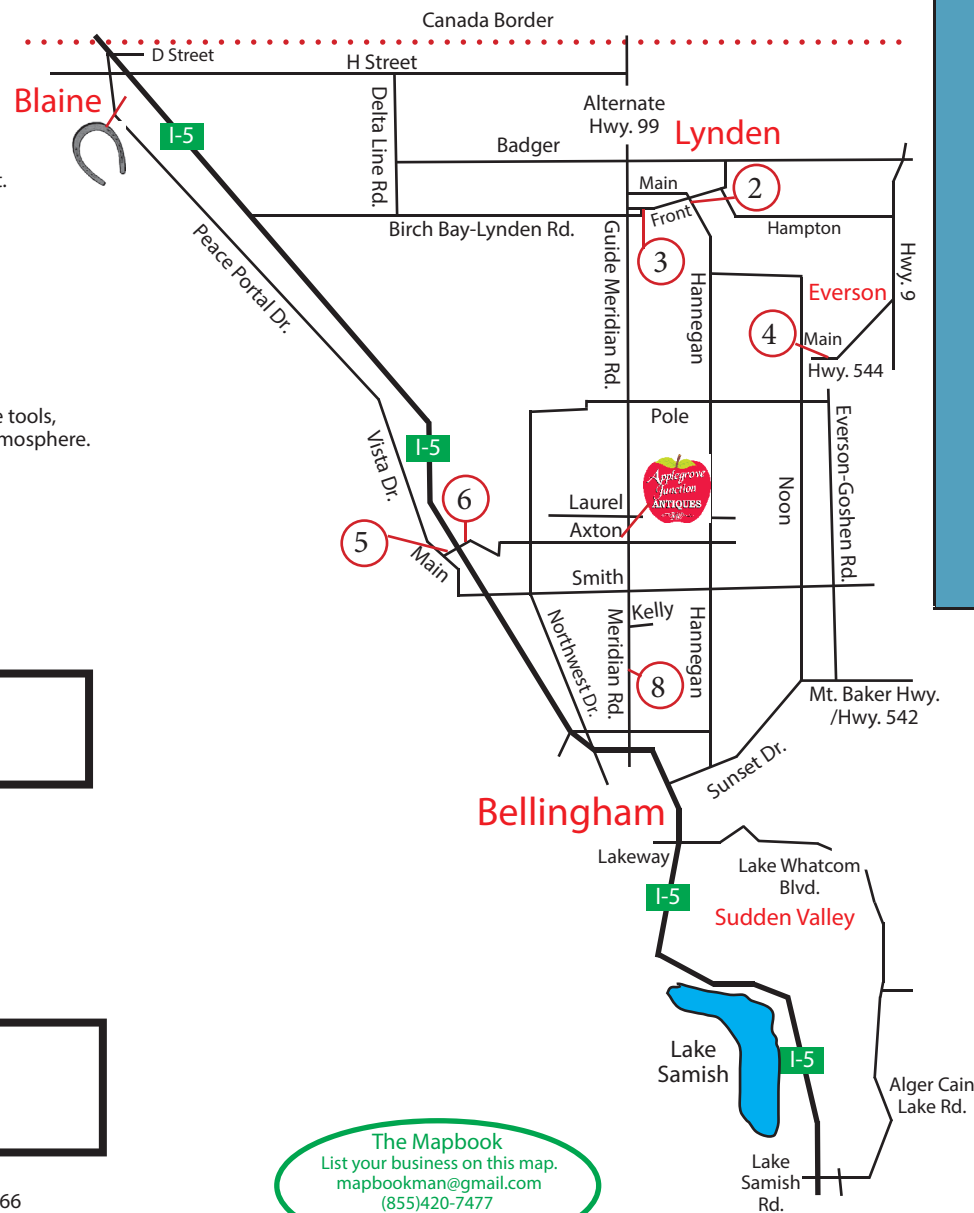 Canada Border
D Street
H Street
Blaine
I-5
Delta Line Rd.
Alternate
Hwy. 99
Lynden
Badger
t.
Main
2
Front
Birch Bay-Lynden Rd.
Hampton
3
Peace Portal Dr.
Guide Meridian Rd.
Hannegan
Hwy. 9
Everson
4
Main
Hwy. 544
e tools,
mosphere.
Pole
Vista Dr.
I-5
Everson-Goshen Rd.
Applegrove
Junction
ANTIQUES
Noon
6
Laurel
Axton
5
Main
Smith
Kelly
Northwest Dr.
Meridian Rd.
Hannegan
8
Mt. Baker Hwy.
/Hwy. 542
Sunset Dr.
Bellingham
Lakeway
Lake Whatcom
Blvd.
I-5
Sudden Valley
Lake
Samish
I-5
Alger Cain
Lake Rd.
The Mapbook
List your business on this map.
mapbookman@gmail.com
(855)420-7477
Lake
Samish
Rd.
66